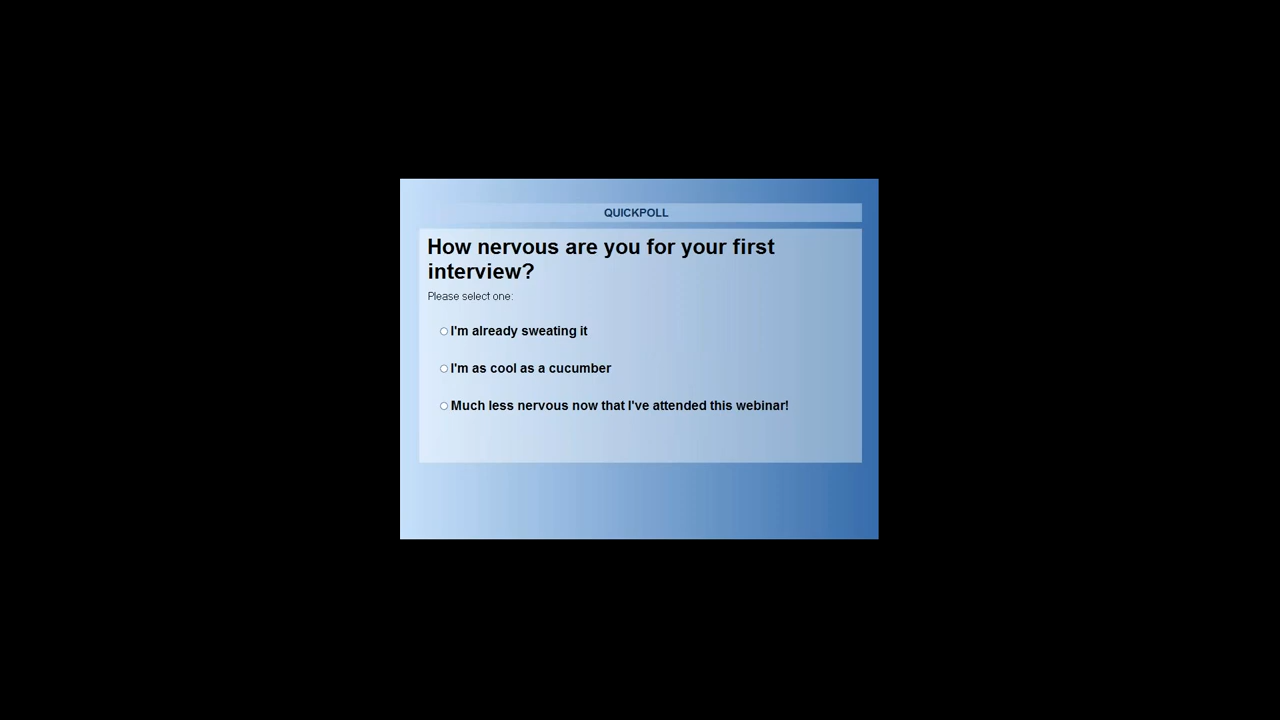 QUICKPOLL
How nervous are you for your first
interview?
Please select one:
I'm already sweating it
I'm as cool as a cucumber
Much less nervous now that I've attended this webinar!